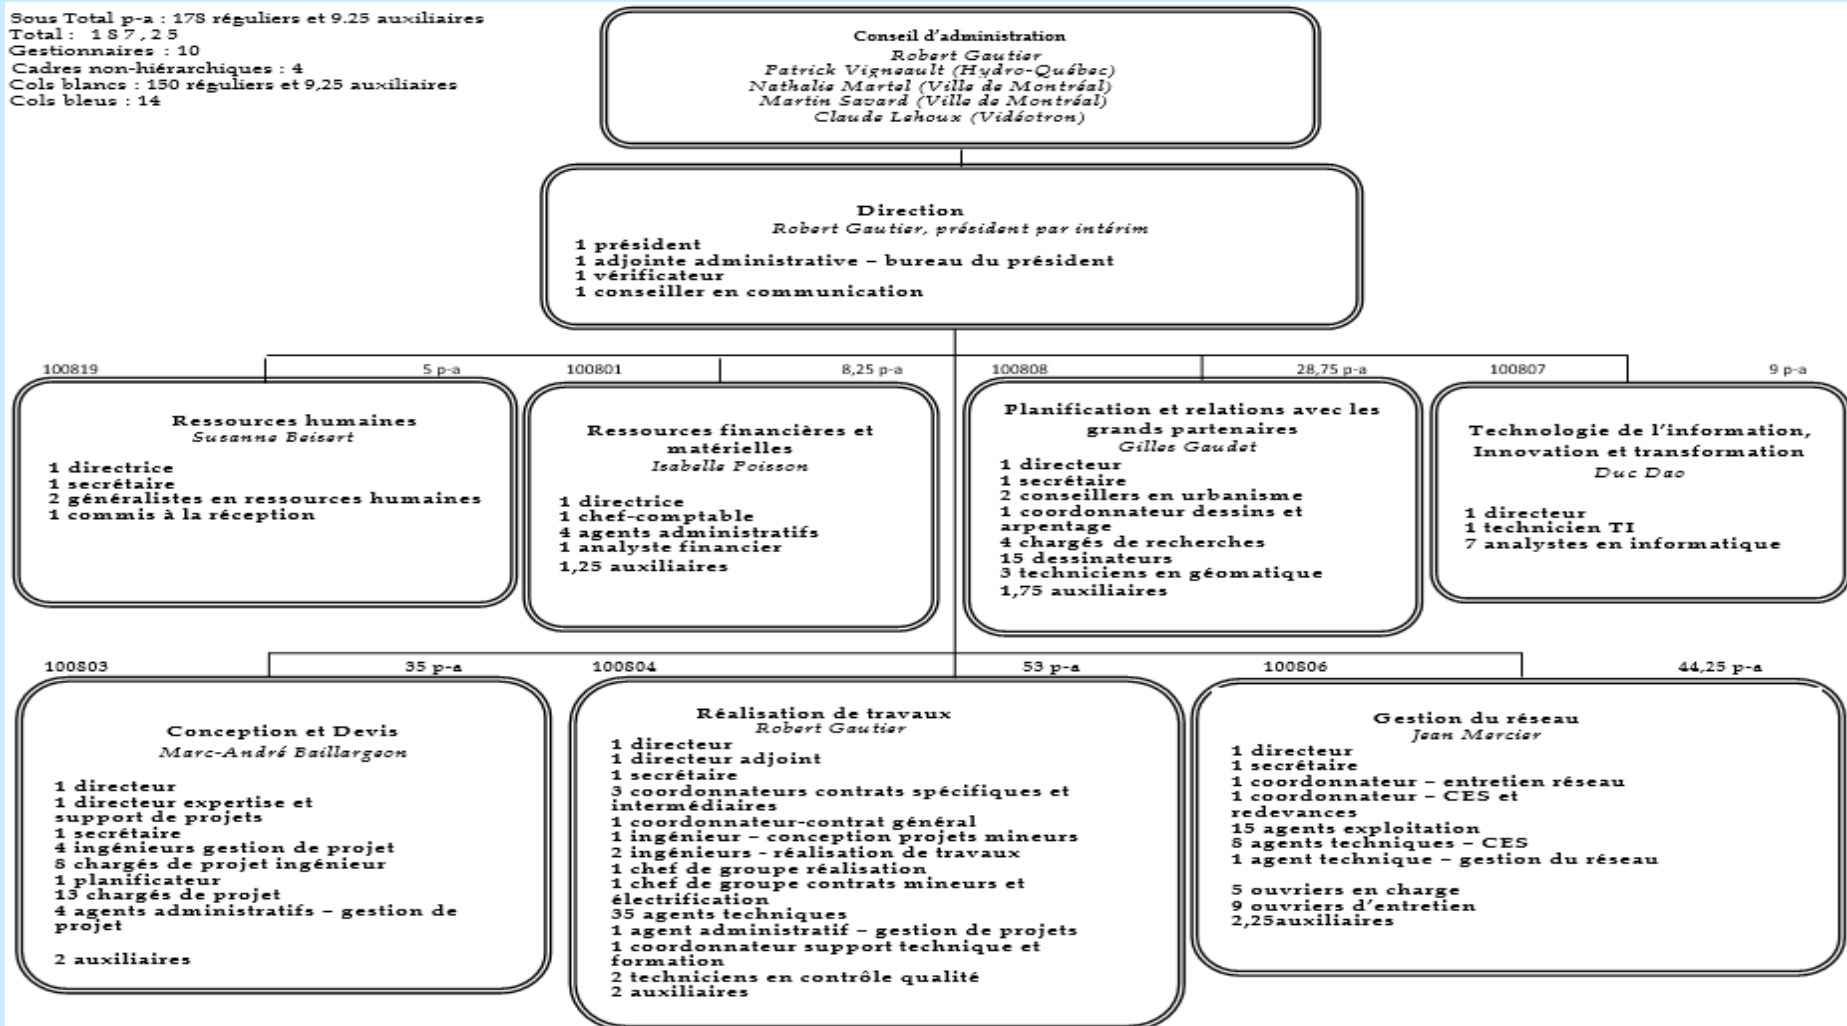 Sous Total p-a : 178 réguliers et 9.25 auxiliaires
Total : 187,25
Gestionnaires : 10
Cadres non-hiérarchiques : 4
Cols blancs : 150 réguliers et 9,25 auxiliaires
Cols bleus : 14
Conseil d'administration
Robert Gautier
Patrick Vigneault (Hydro-Québec)
Nathalie Martel (Ville de Montréal)
Martin Savard (Ville de Montréal)
Claude Lehoux (Vidéotron)
Direction
Robert Gautier, président par intérim
1 président
1 adjointe administrative – bureau du président
1 vérificateur
1 conseiller en communication
100819 5 p-a
Ressources humaines
Susanne Beisert
1 directrice
1 secrétaire
2 généralistes en ressources humaines
1 commis à la réception
100801 8,25 p-a
Ressources financières et
matérielles
Isabelle Poisson
1 directrice
1 chef-comptable
4 agents administratifs
1 analyste financier
1,25 auxiliaires
100808 28,75 p-a
Planification et relations avec les
grands partenaires
Gilles Gaudet
1 directeur
1 secrétaire
2 conseillers en urbanisme
1 coordonnateur dessins et
arpentage
4 chargés de recherches
15 dessinateurs
3 techniciens en géomatique
1,75 auxiliaires
100807 9 p-a
Technologie de l'information,
Innovation et transformation
Duc Dao
1 directeur
1 technicien TI
7 analystes en informatique
100803 35 p-a
Conception et Devis
Marc-André Baillargeon
1 directeur
1 directeur expertise et
support de projets
1 secrétaire
4 ingénieurs gestion de projet
8 chargés de projet ingénieur
1 planificateur
13 chargés de projet
4 agents administratifs – gestion de
projet
2 auxiliaires
100804 53 p-a
Réalisation de travaux
Robert Gautier
1 directeur
1 directeur adjoint
1 secrétaire
3 coordonnateurs contrats spécifiques et
intermédiaires
1 coordonnateur-contrat général
1 ingénieur – conception projets mineurs
2 ingénieurs - réalisation de travaux
1 chef de groupe réalisation
1 chef de groupe contrats mineurs et
électrification
35 agents techniques
1 agent administratif – gestion de projets
1 coordonnateur support technique et
formation
2 techniciens en contrôle qualité
2 auxiliaires
100806 44,25 p-a
Gestion du réseau
Jean Mercier
1 directeur
1 secrétaire
1 coordonnateur – entretien réseau
1 coordonnateur – CES et
redevances
15 agents exploitation
8 agents techniques – CES
1 agent technique – gestion du réseau
5 ouvriers en charge
9 ouvriers d'entretien
2,25auxiliaires